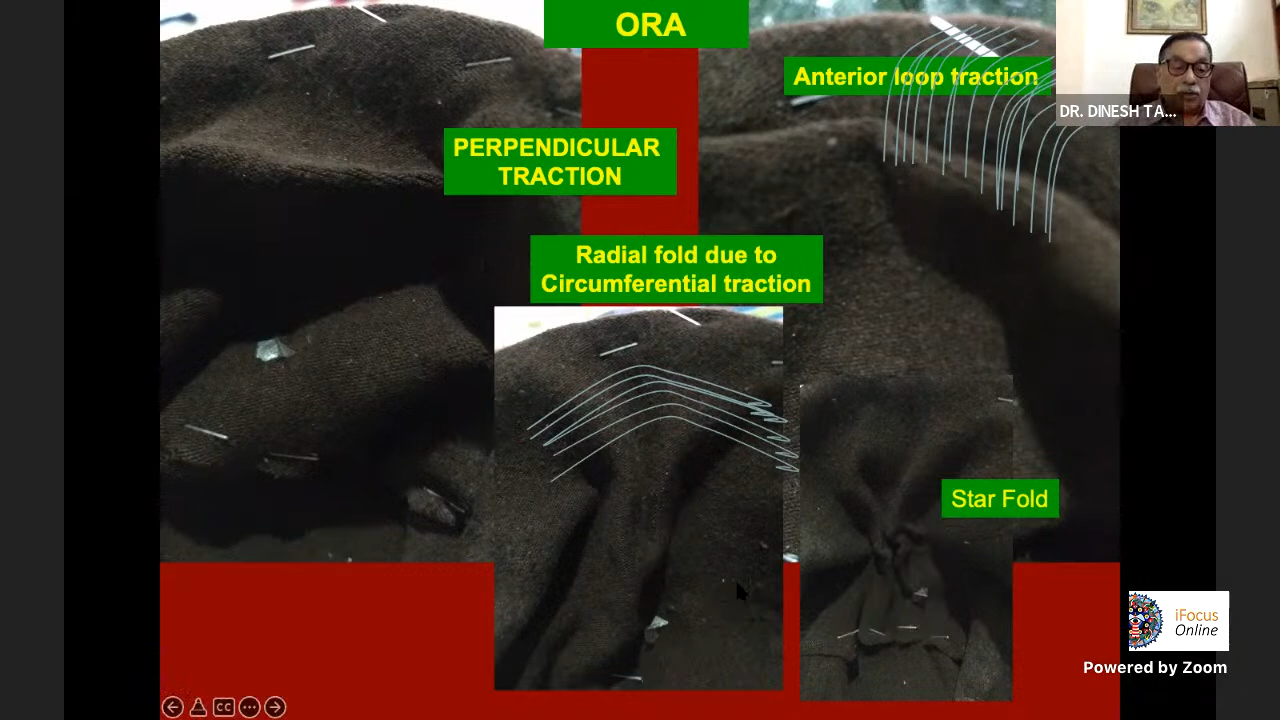 ORA
Anterior loop traction
DR. DINESH TA...
PERPENDICULAR
TRACTION
Radial fold due to
Circumferential traction
Star Fold
iFocus
Online
Powered by Zoom
CC